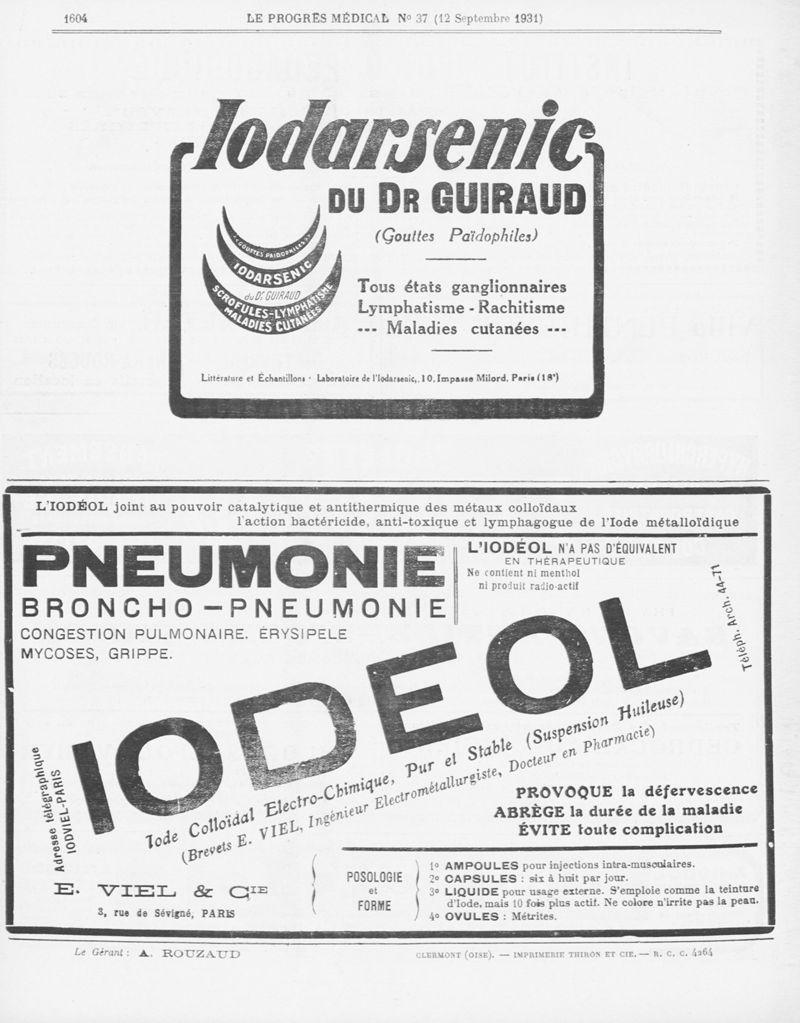 1604
LE PROGRÈS MÉDICAL No 37 (12 Septembre 1931)
Iodarsenic
DU DR GUIRAUD
(Gouttes Païdophiles)
<<GOUTTES PAIDOPHILES>>
IODARSENIC
du Dr. GUIRAUD
SCROFULES-LYMPHATISME
MALADIES CUTANÉES
Tous états ganglionnaires
Lymphatisme - Rachitisme
--- Maladies cutanées ---
Littérature et Échantillons · Laboratoire de l'Iodarsenic,. 10, Impasse Milord, Paris (18e)
L'IODÉOL joint au pouvoir catalytique et antithermique des métaux colloïdaux
l'action bactéricide, anti-toxique et lymphagogue de l'Iode métalloïdique
PNEUMONIE
BRONCHO-PNEUMONIE
CONGESTION PULMONAIRE. ÉRYSIPELE
MYCOSES, GRIPPE.
L'IODÉOL N'A PAS D'ÉQUIVALENT
EN THÉRAPEUTIQUE
Ne contient ni menthol
ni produit radio-actif
Téléph. Arch. 44-71
IODEOL
Iode Colloïdal Electro-Chimique, Pur et Stable (Suspension Huileuse)
(Brevets E. VIEL, Ingénieur Electrométallurgiste, Docteur en Pharmacie)
Adresse télégraphique
IODVIEL-PARIS
PROVOQUE la défervescence
ABRÈGE la durée de la maladie
ÉVITE toute complication
E. VIEL & CIE
3, rue de Sévigné, PARIS
POSOLOGIE
et
FORME
1o AMPOULES pour injections intra-musculaires.
2o CAPSULES : six à huit par jour.
3o LIQUIDE pour usage externe. S'emploie comme la teinture
d'Iode, mais 10 fois plus actif. Ne colore n'irrite pas la peau.
4o OVULES : Métrites.
Le Gérant : A. ROUZAUD
CLERMONT (OISE). — IMPRIMERIE THIRON ET CIE. — R. C. C. 4264